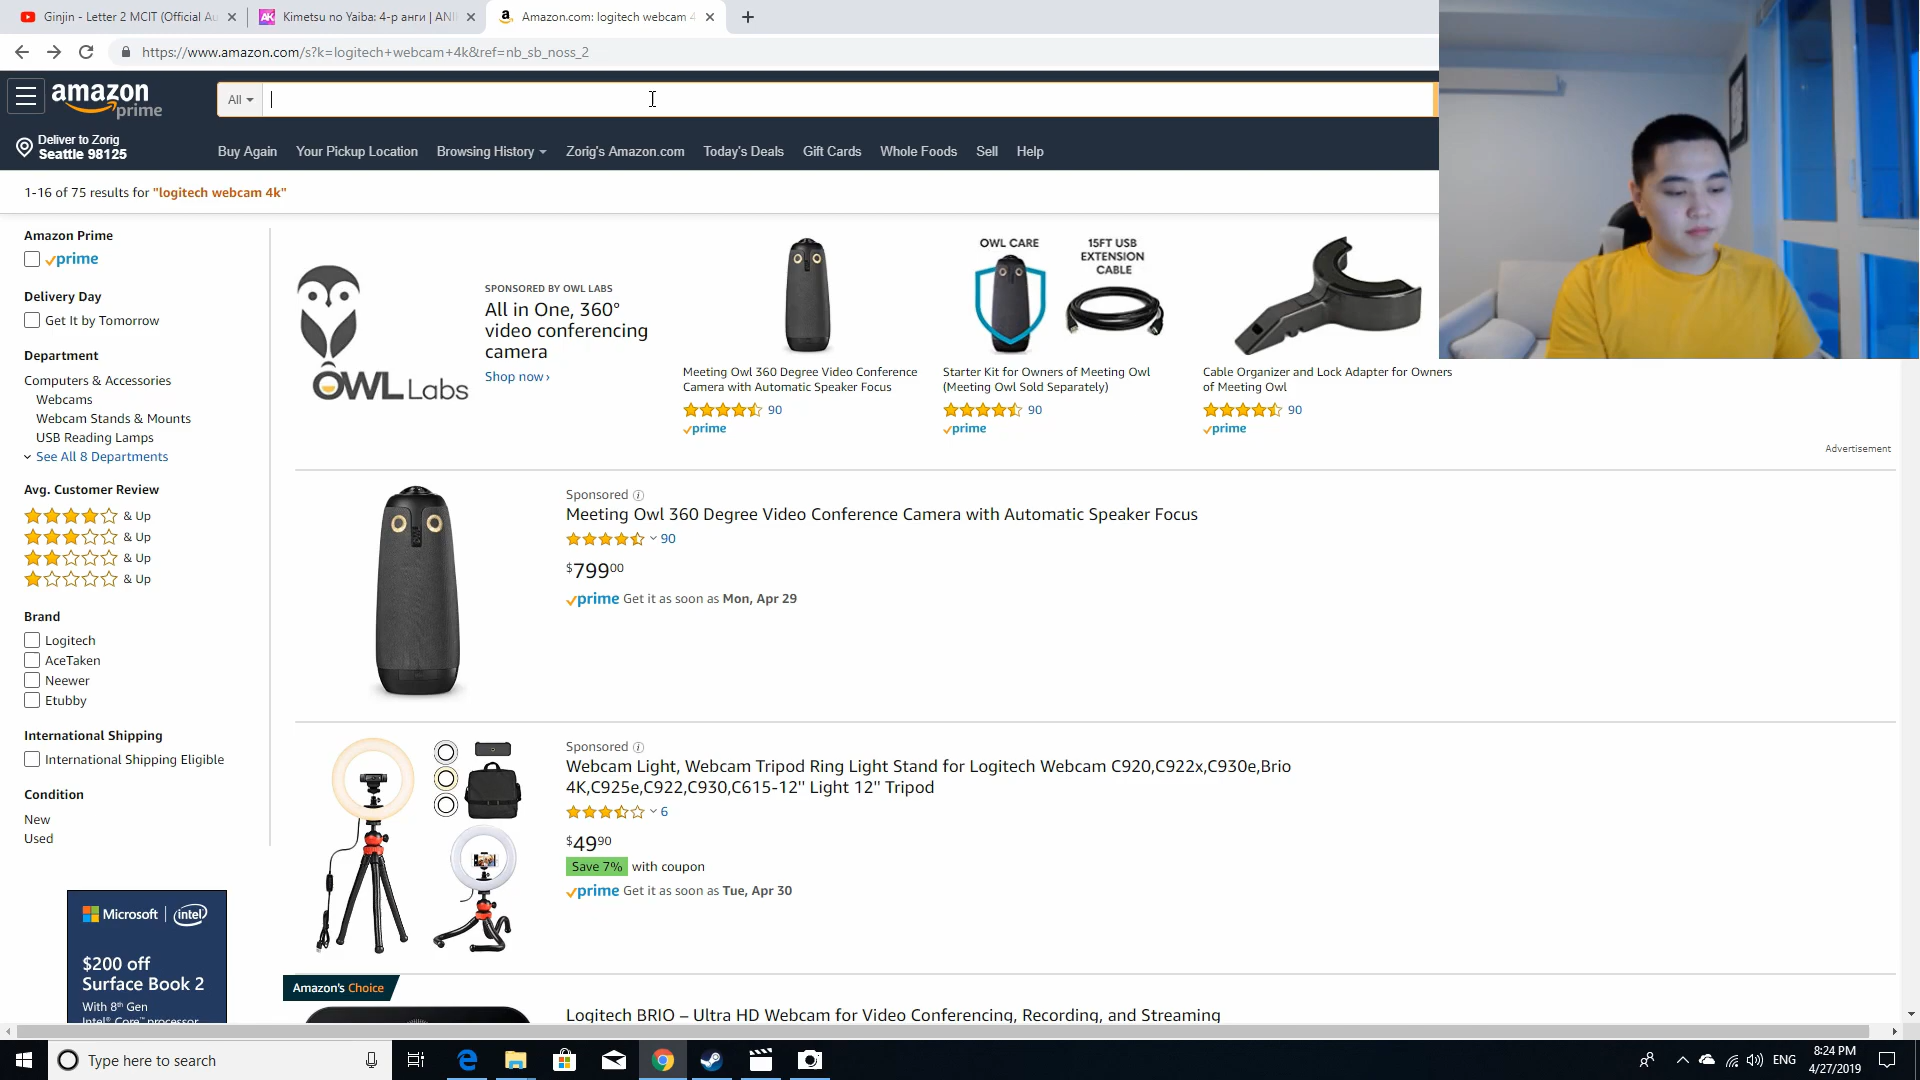 Ginjin - Letter 2 MCIT (Official Au
Kimetsu no Yaiba: 4-р анги | ANI
Amazon.com: logitech webcam 4
https://www.amazon.com/s?k=logitech+webcam+4k&ref=nb_sb_noss_2
amazon
prime
All
Deliver to Zorig
Seattle 98125
Buy Again
Your Pickup Location
Browsing History
Zorig's Amazon.com
Today's Deals
Gift Cards
Whole Foods
Sell
Help
1-16 of 75 results for "logitech webcam 4k"
Amazon Prime
prime
Delivery Day
Get It by Tomorrow
Department
Computers & Accessories
Webcams
Webcam Stands & Mounts
USB Reading Lamps
See All 8 Departments
Avg. Customer Review
& Up
& Up
& Up
& Up
Brand
Logitech
AceTaken
Neewer
Etubby
International Shipping
International Shipping Eligible
Condition
New
Used
Microsoft | intel
$200 off
Surface Book 2
With 8th Gen
Intel® Core™ processor
OWL Labs
SPONSORED BY OWL LABS
All in One, 360°
video conferencing
camera
Shop now ›
Meeting Owl 360 Degree Video Conference
Camera with Automatic Speaker Focus
90
prime
OWL CARE
15FT USB
EXTENSION
CABLE
Starter Kit for Owners of Meeting Owl
(Meeting Owl Sold Separately)
90
prime
Cable Organizer and Lock Adapter for Owners
of Meeting Owl
90
prime
Advertisement
Sponsored
Meeting Owl 360 Degree Video Conference Camera with Automatic Speaker Focus
90
$79900
prime Get it as soon as Mon, Apr 29
Sponsored
Webcam Light, Webcam Tripod Ring Light Stand for Logitech Webcam C920,C922x,C930e,Brio
4K,C925e,C922,C930,C615-12'' Light 12'' Tripod
6
$4990
Save 7% with coupon
prime Get it as soon as Tue, Apr 30
Amazon's Choice
Logitech BRIO – Ultra HD Webcam for Video Conferencing, Recording, and Streaming
Type here to search
ENG
8:24 PM
4/27/2019